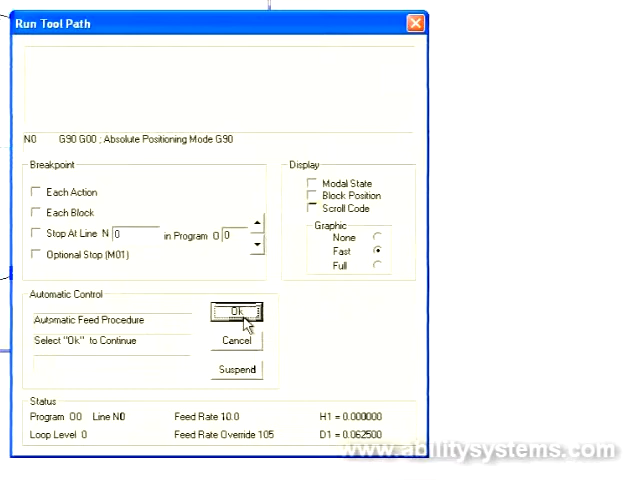 Run Tool Path
N0 G90 G00 ; Absolute Positioning Mode G90
Breakpoint
Each Action
Each Block
Stop At Line N 0 in Program O 0
Optional Stop (M01)
Display
Modal State
Block Position
Scroll Code
Graphic
None
Fast
Full
Automatic Control
Automatic Feed Procedure
Select "Ok" to Continue
Ok
Cancel
Suspend
Status
Program O0 Line N0 Feed Rate 10.0 H1 = 0.000000
Loop Level 0 Feed Rate Override 105 D1 = 0.062500
www.abilitysystems.com